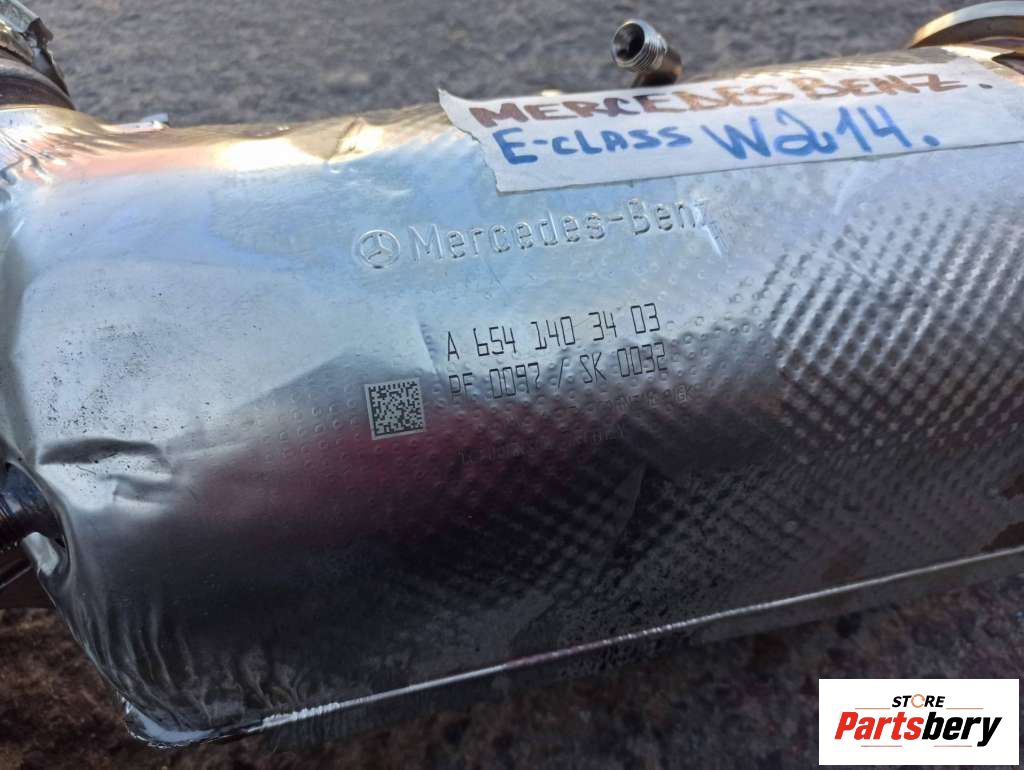 MERCEDES BENZ.
E-CLASS W214.
Mercedes-Benz
A 654 140 34 03
PF 0097 / SK 0032
STORE
Partsbery